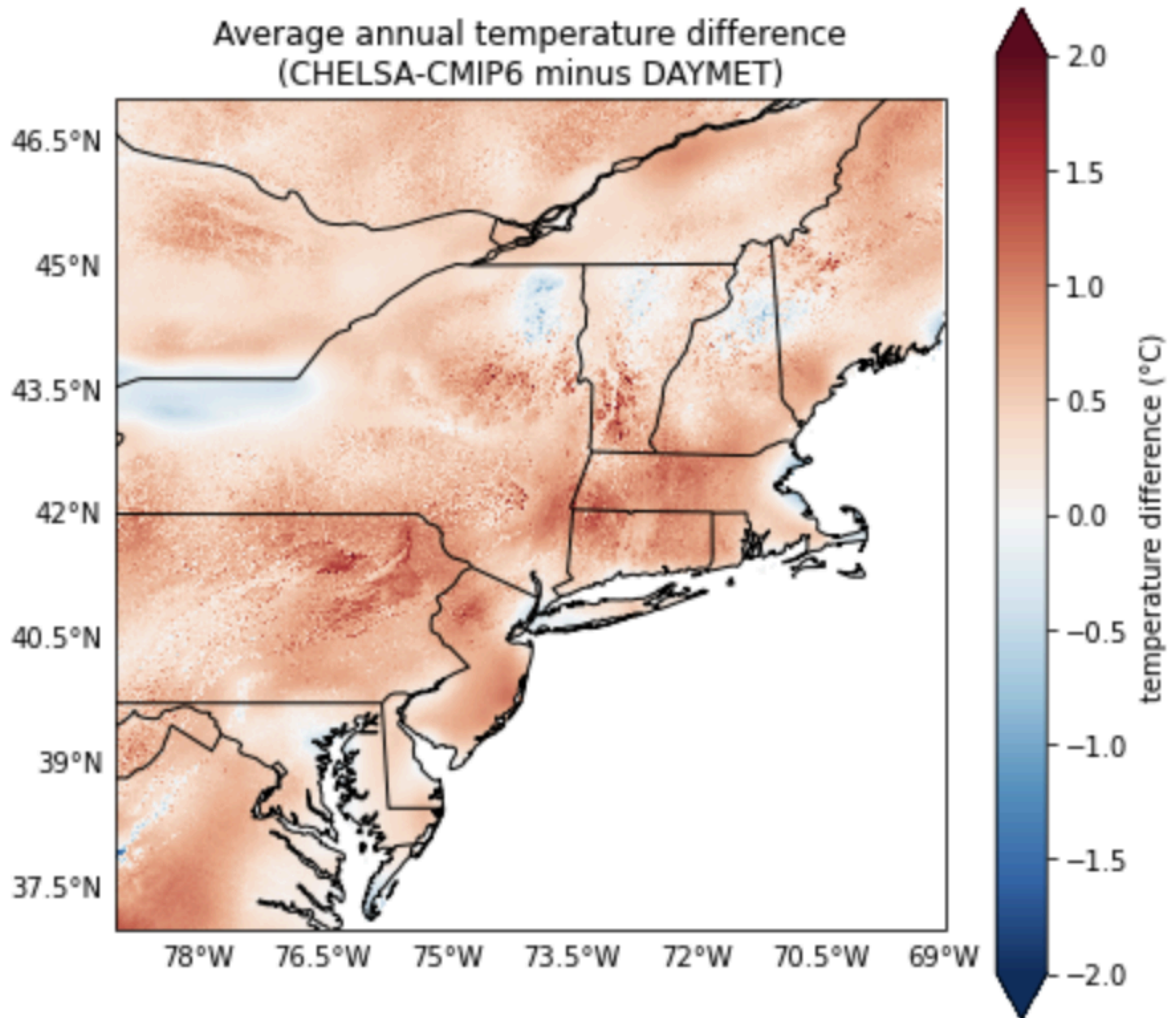 Average annual temperature difference
(CHELSA-CMIP6 minus DAYMET)
46.5°N
45°N
43.5°N
42°N
40.5°N
39°N
37.5°N
78°W 76.5°W 75°W 73.5°W 72°W 70.5°W 69°W
2.0
1.5
1.0
0.5
0.0
−0.5
−1.0
−1.5
−2.0
temperature difference (°C)